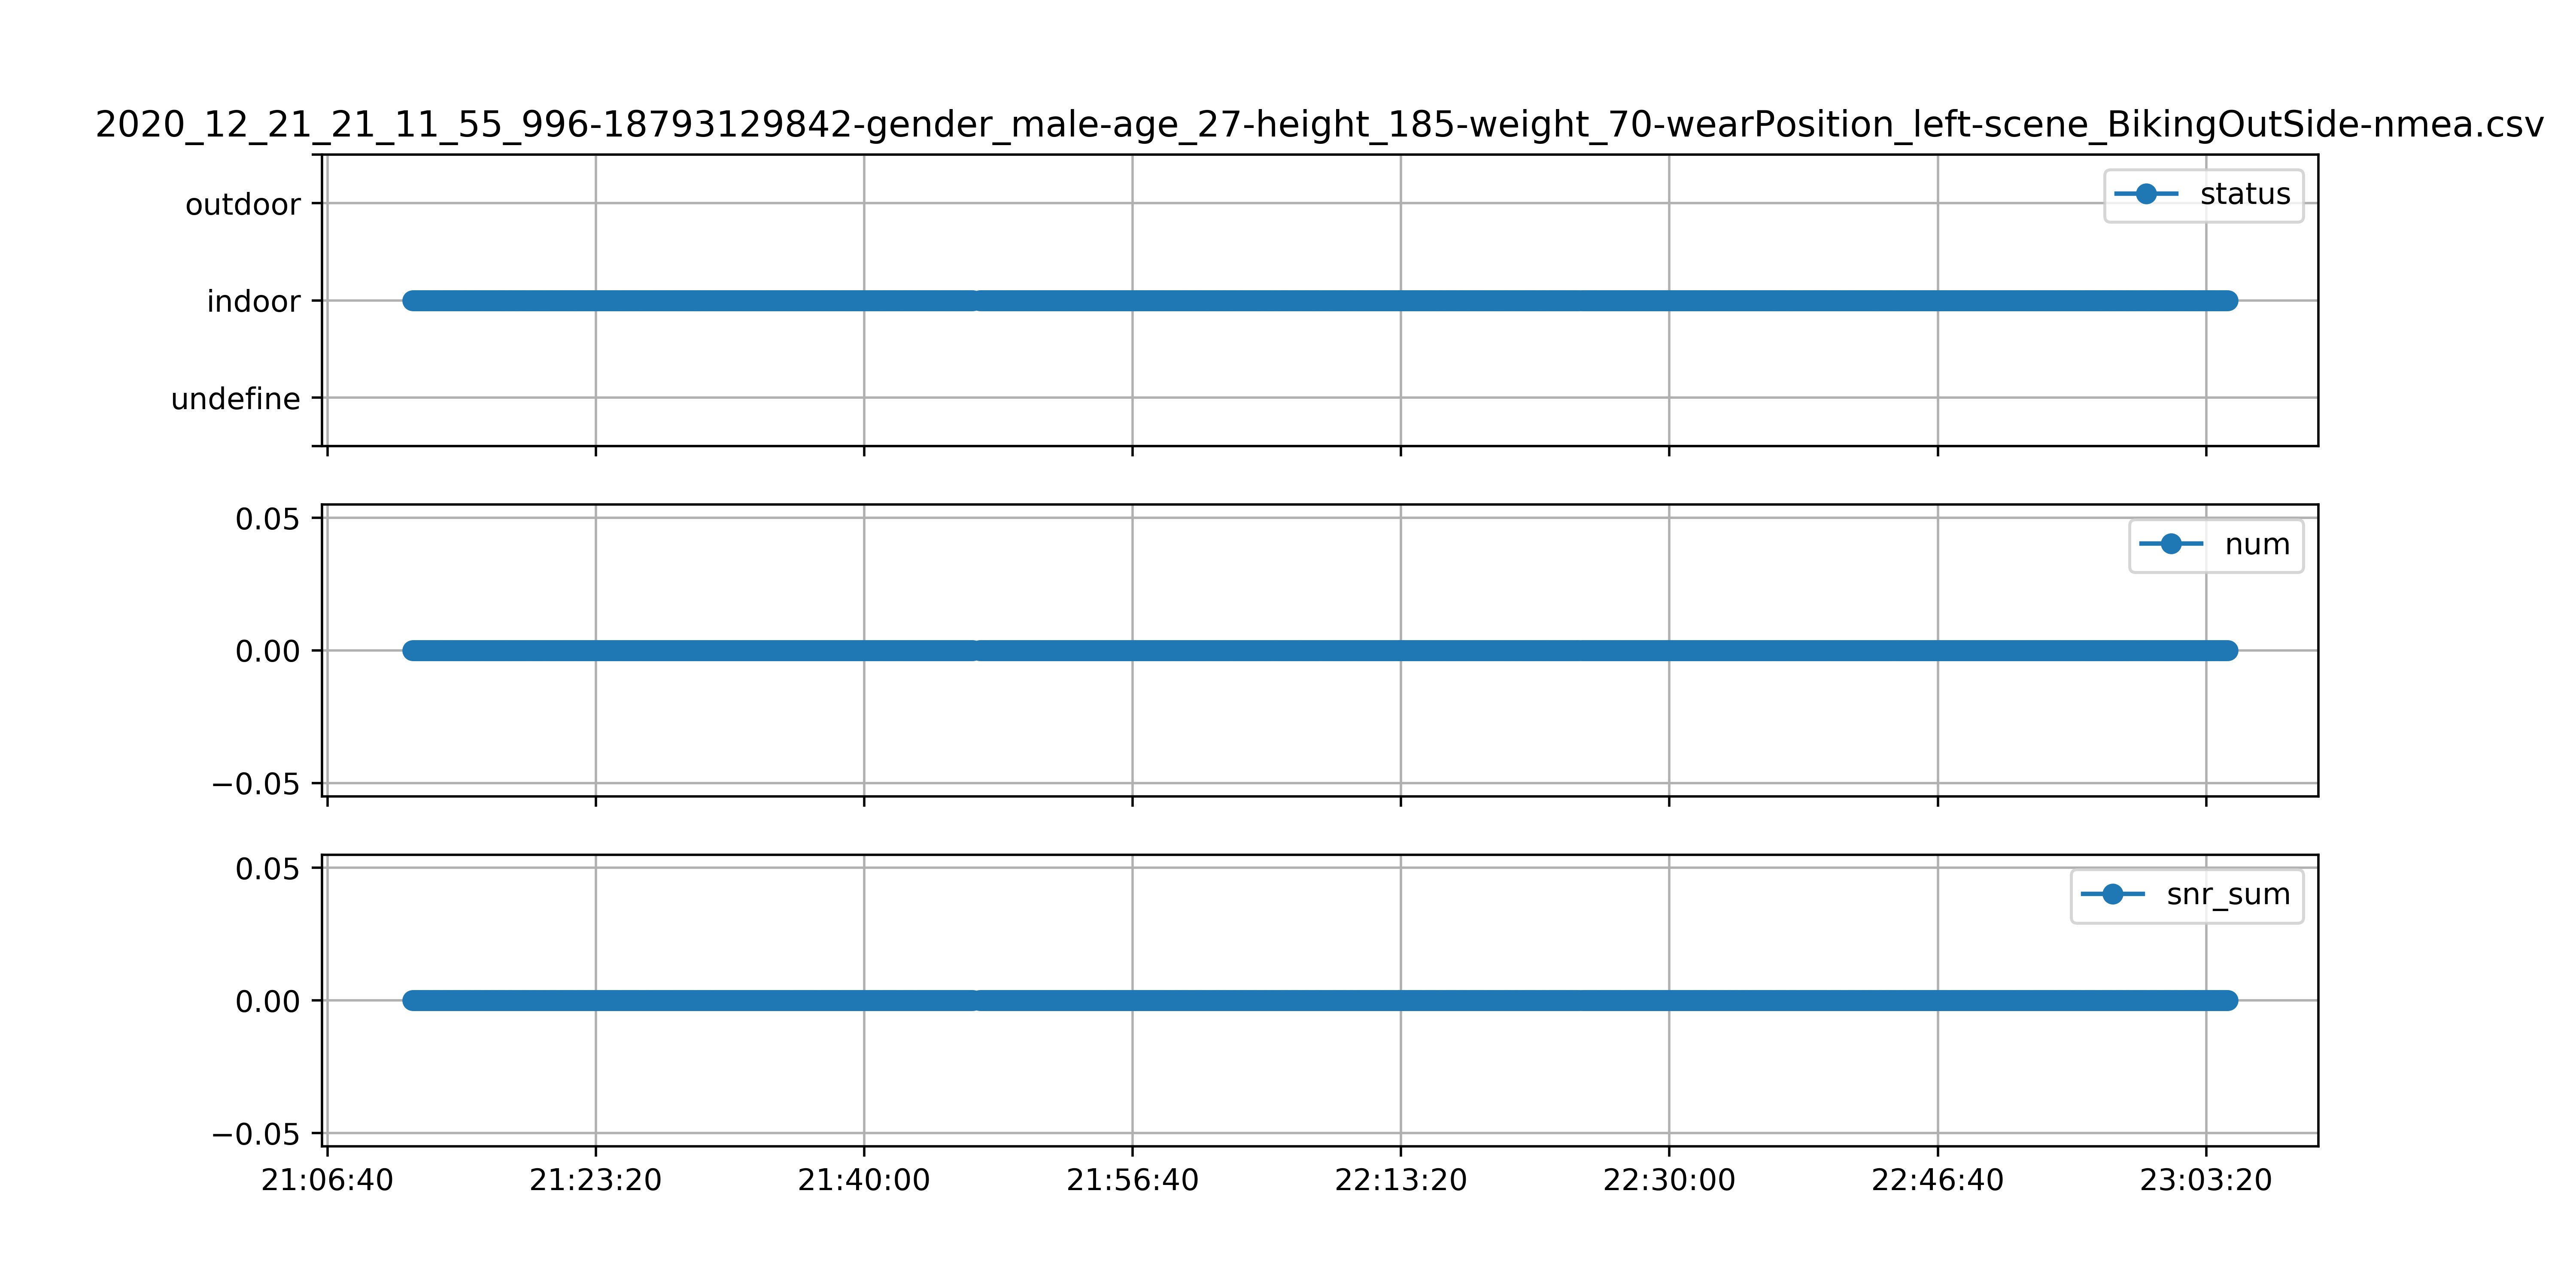 2020_12_21_21_11_55_996-18793129842-gender_male-age_27-height_185-weight_70-wearPosition_left-scene_BikingOutSide-nmea.csv
outdoor
status
indoor
undefine
0.05
num
0.00
−0.05
0.05
snr_sum
0.00
−0.05
21:06:40 21:23:20 21:40:00 21:56:40 22:13:20 22:30:00 22:46:40 23:03:20